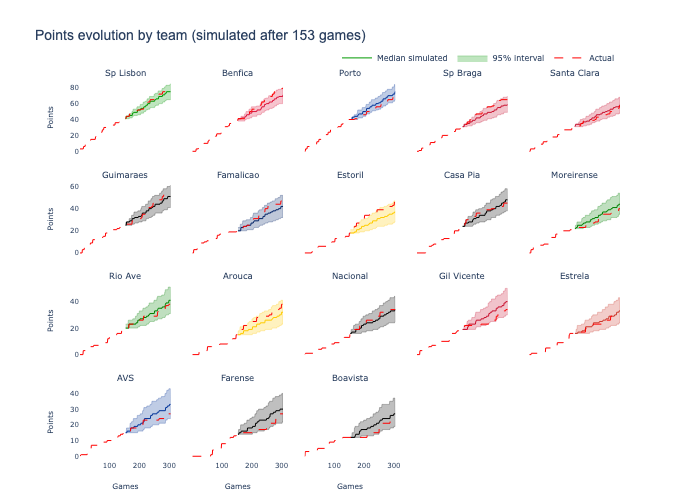 Points evolution by team (simulated after 153 games)
Median simulated 95% interval Actual
Sp Lisbon Benfica Porto Sp Braga Santa Clara
80
60
40
20
0
Points
Guimaraes Famalicao Estoril Casa Pia Moreirense
60
40
20
0
Points
Rio Ave Arouca Nacional Gil Vicente Estrela
40
20
0
Points
AVS Farense Boavista
40
30
20
10
0
Points
100 200 300 100 200 300 100 200 300
Games Games Games